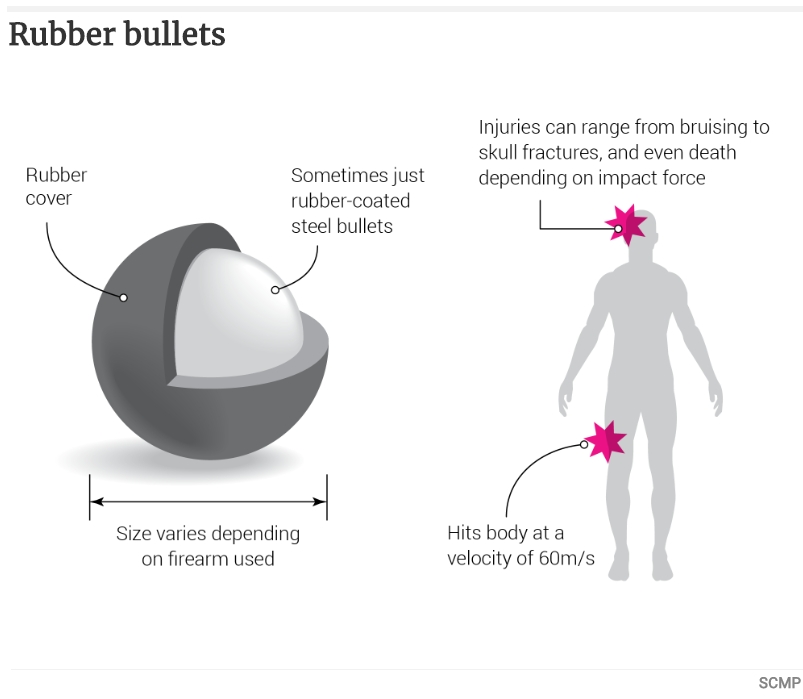 Rubber bullets
Injuries can range from bruising to
skull fractures, and even death
depending on impact force
Rubber
cover
Sometimes just
rubber-coated
steel bullets
Size varies depending
on firearm used
Hits body at a
velocity of 60m/s
SCMP